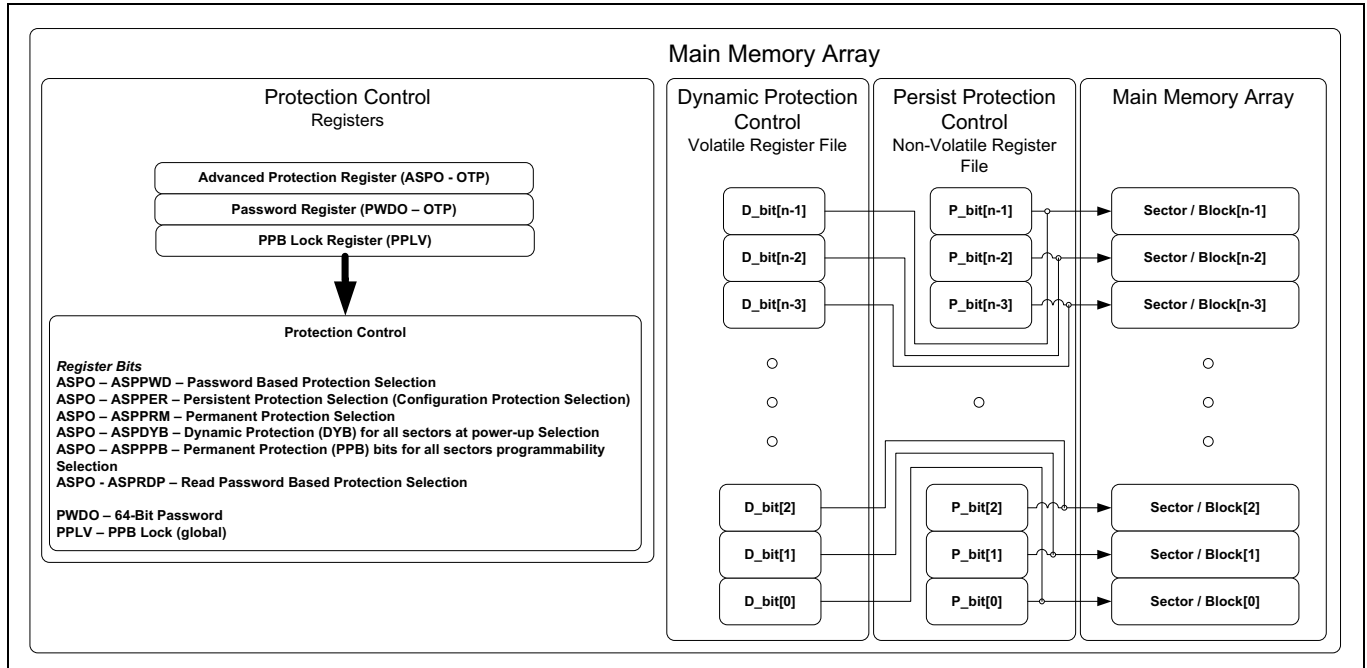 Main Memory Array
Protection Control
Registers
Advanced Protection Register (ASPO - OTP)
Password Register (PWDO – OTP)
PPB Lock Register (PPLV)
Protection Control
Register Bits
ASPO – ASPPWD – Password Based Protection Selection
ASPO – ASPPER – Persistent Protection Selection (Configuration Protection Selection)
ASPO – ASPPRM – Permanent Protection Selection
ASPO – ASPDYB – Dynamic Protection (DYB) for all sectors at power-up Selection
ASPO – ASPPPB – Permanent Protection (PPB) bits for all sectors programmability
Selection
ASPO - ASPRDP – Read Password Based Protection Selection
PWDO – 64-Bit Password
PPLV – PPB Lock (global)
Dynamic Protection
Control
Volatile Register File
D_bit[n-1]
D_bit[n-2]
D_bit[n-3]
D_bit[2]
D_bit[1]
D_bit[0]
Persist Protection
Control
Non-Volatile Register
File
P_bit[n-1]
P_bit[n-2]
P_bit[n-3]
P_bit[2]
P_bit[1]
P_bit[0]
Main Memory Array
Sector / Block[n-1]
Sector / Block[n-2]
Sector / Block[n-3]
Sector / Block[2]
Sector / Block[1]
Sector / Block[0]